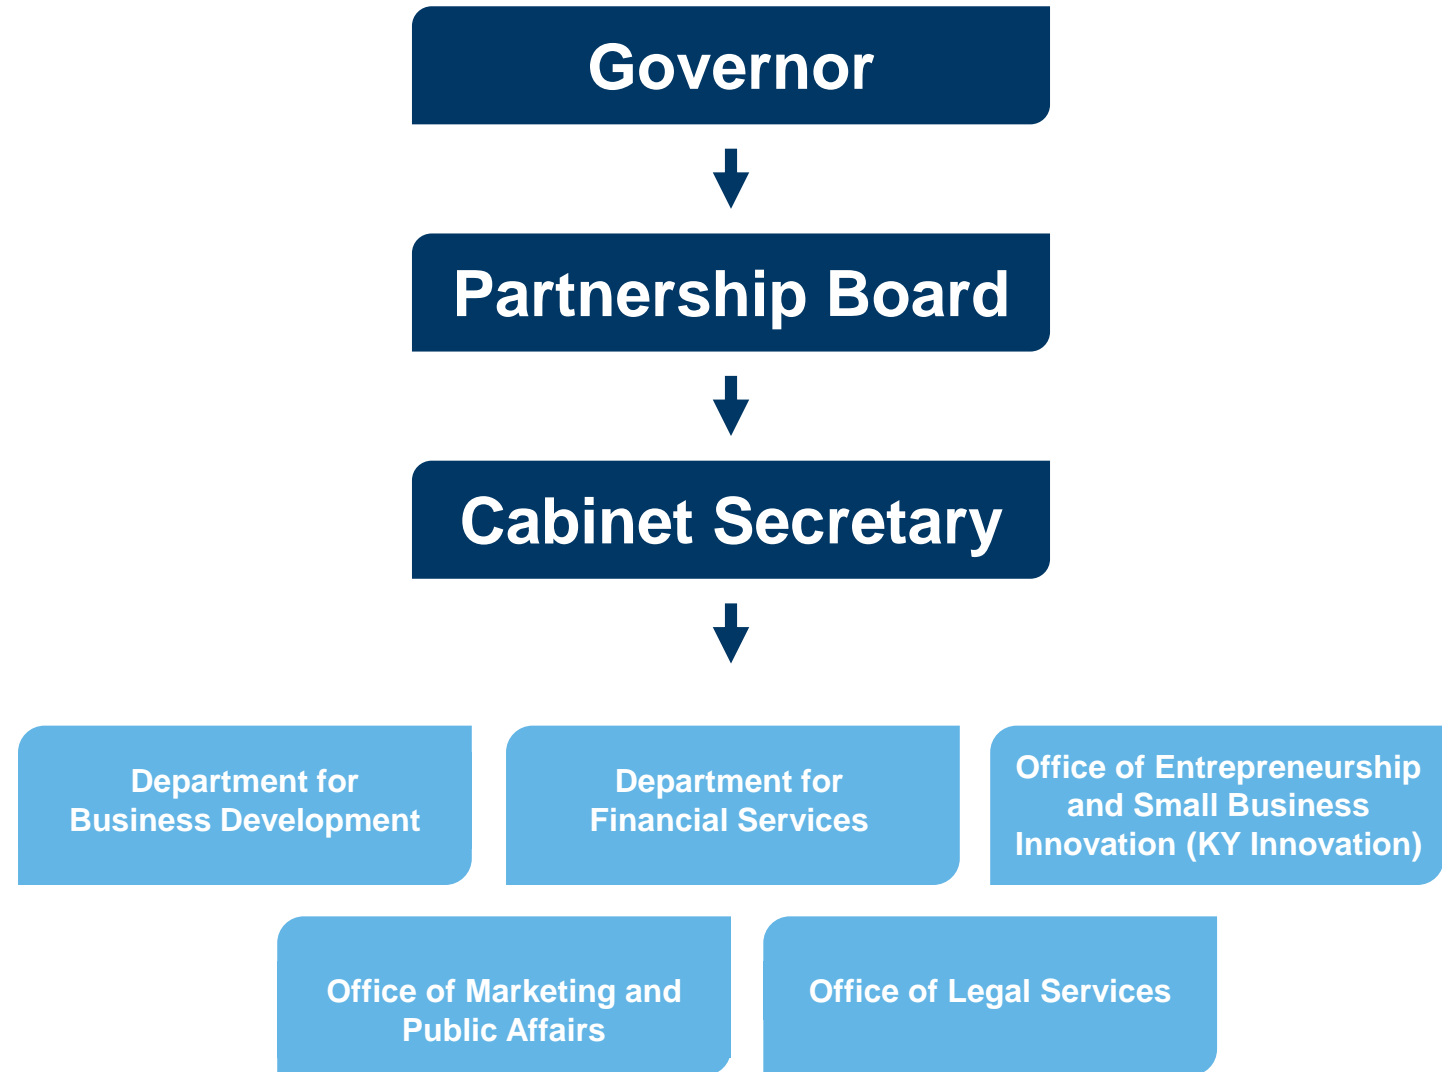 Governor
Partnership Board
Cabinet Secretary
Department for
Business Development
Department for
Financial Services
Office of Entrepreneurship
and Small Business
Innovation (KY Innovation)
Office of Marketing and
Public Affairs
Office of Legal Services